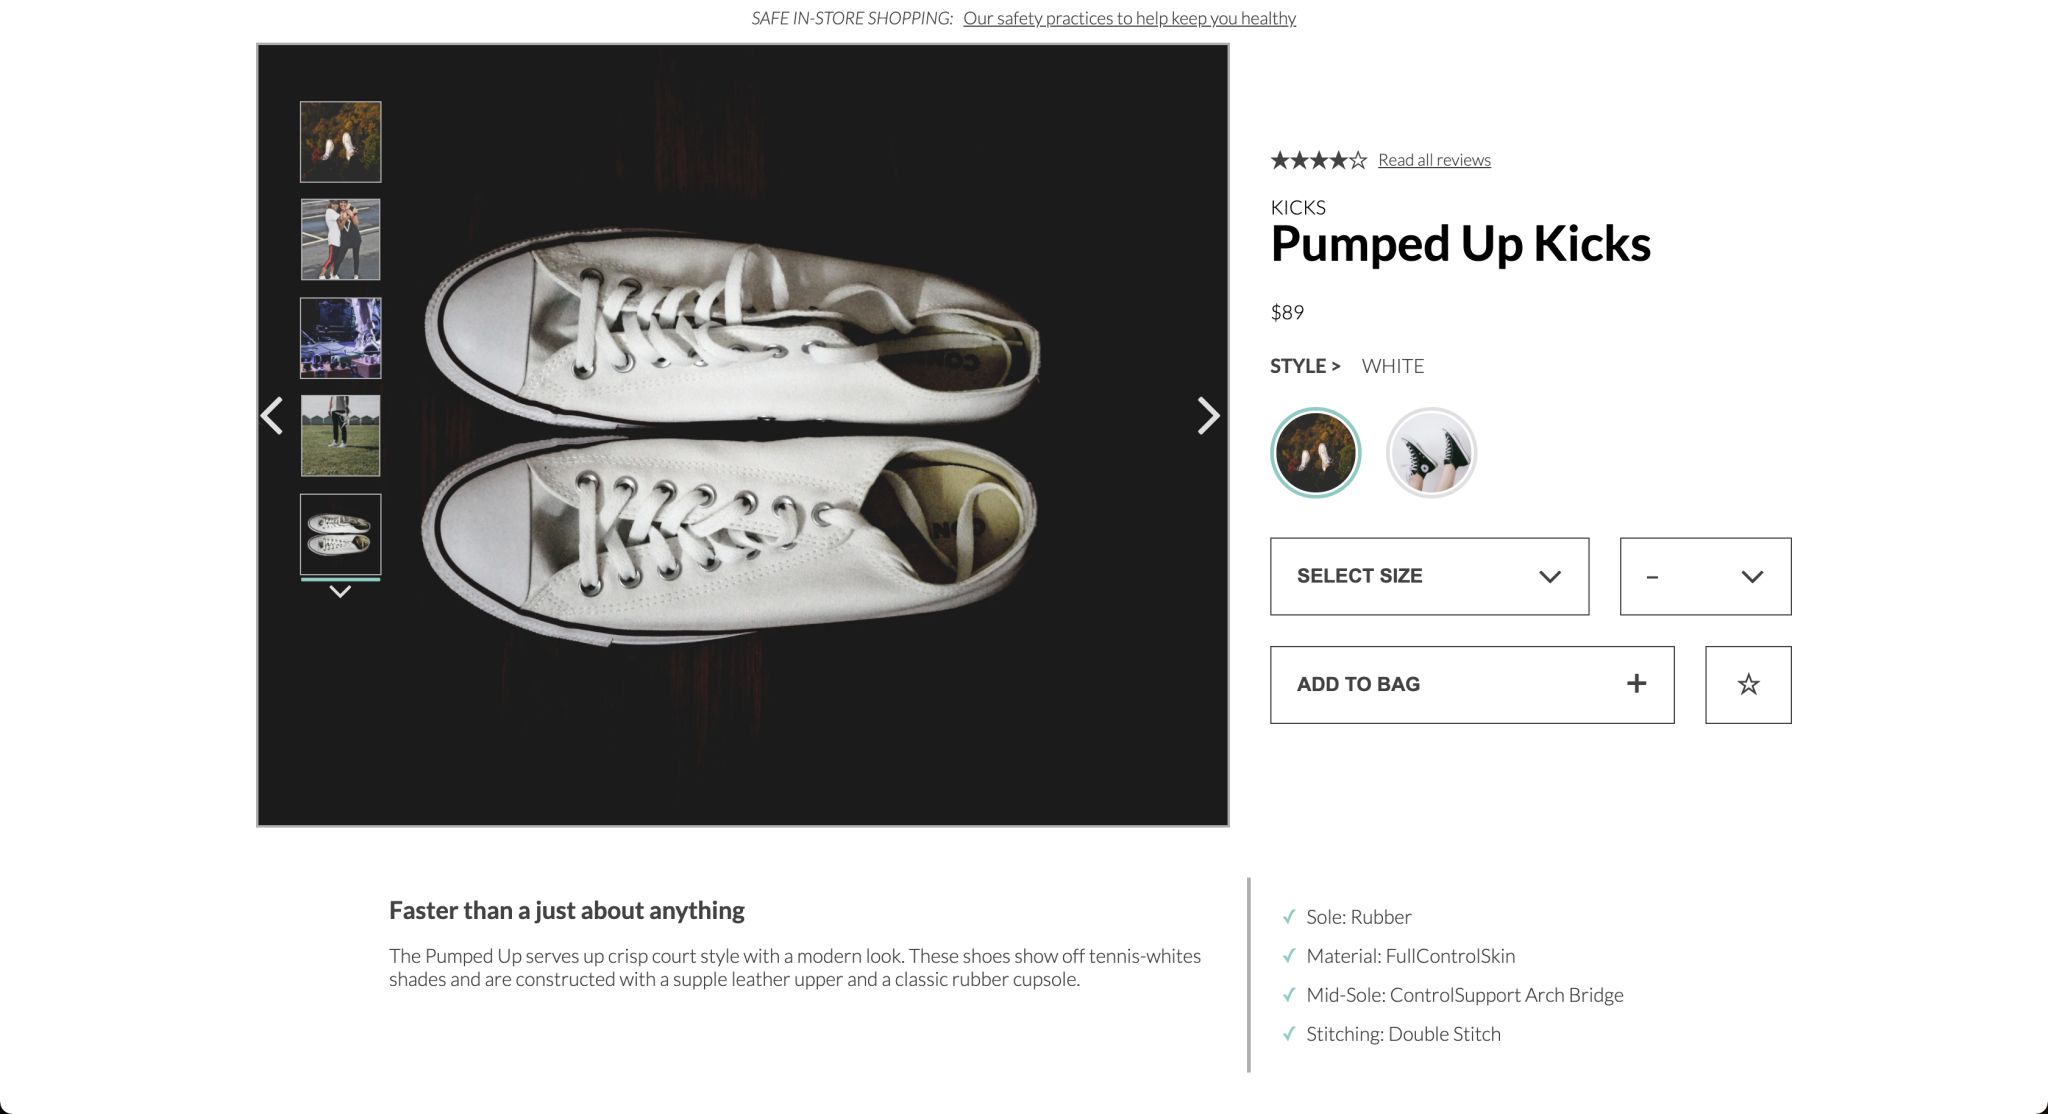 SAFE IN-STORE SHOPPING: Our safety practices to help keep you healthy
★★★★☆ Read all reviews
KICKS
Pumped Up Kicks
$89
STYLE > WHITE
SELECT SIZE
–
ADD TO BAG +
☆
Faster than a just about anything
The Pumped Up serves up crisp court style with a modern look. These shoes show off tennis-whites
shades and are constructed with a supple leather upper and a classic rubber cupsole.
✓ Sole: Rubber
✓ Material: FullControlSkin
✓ Mid-Sole: ControlSupport Arch Bridge
✓ Stitching: Double Stitch